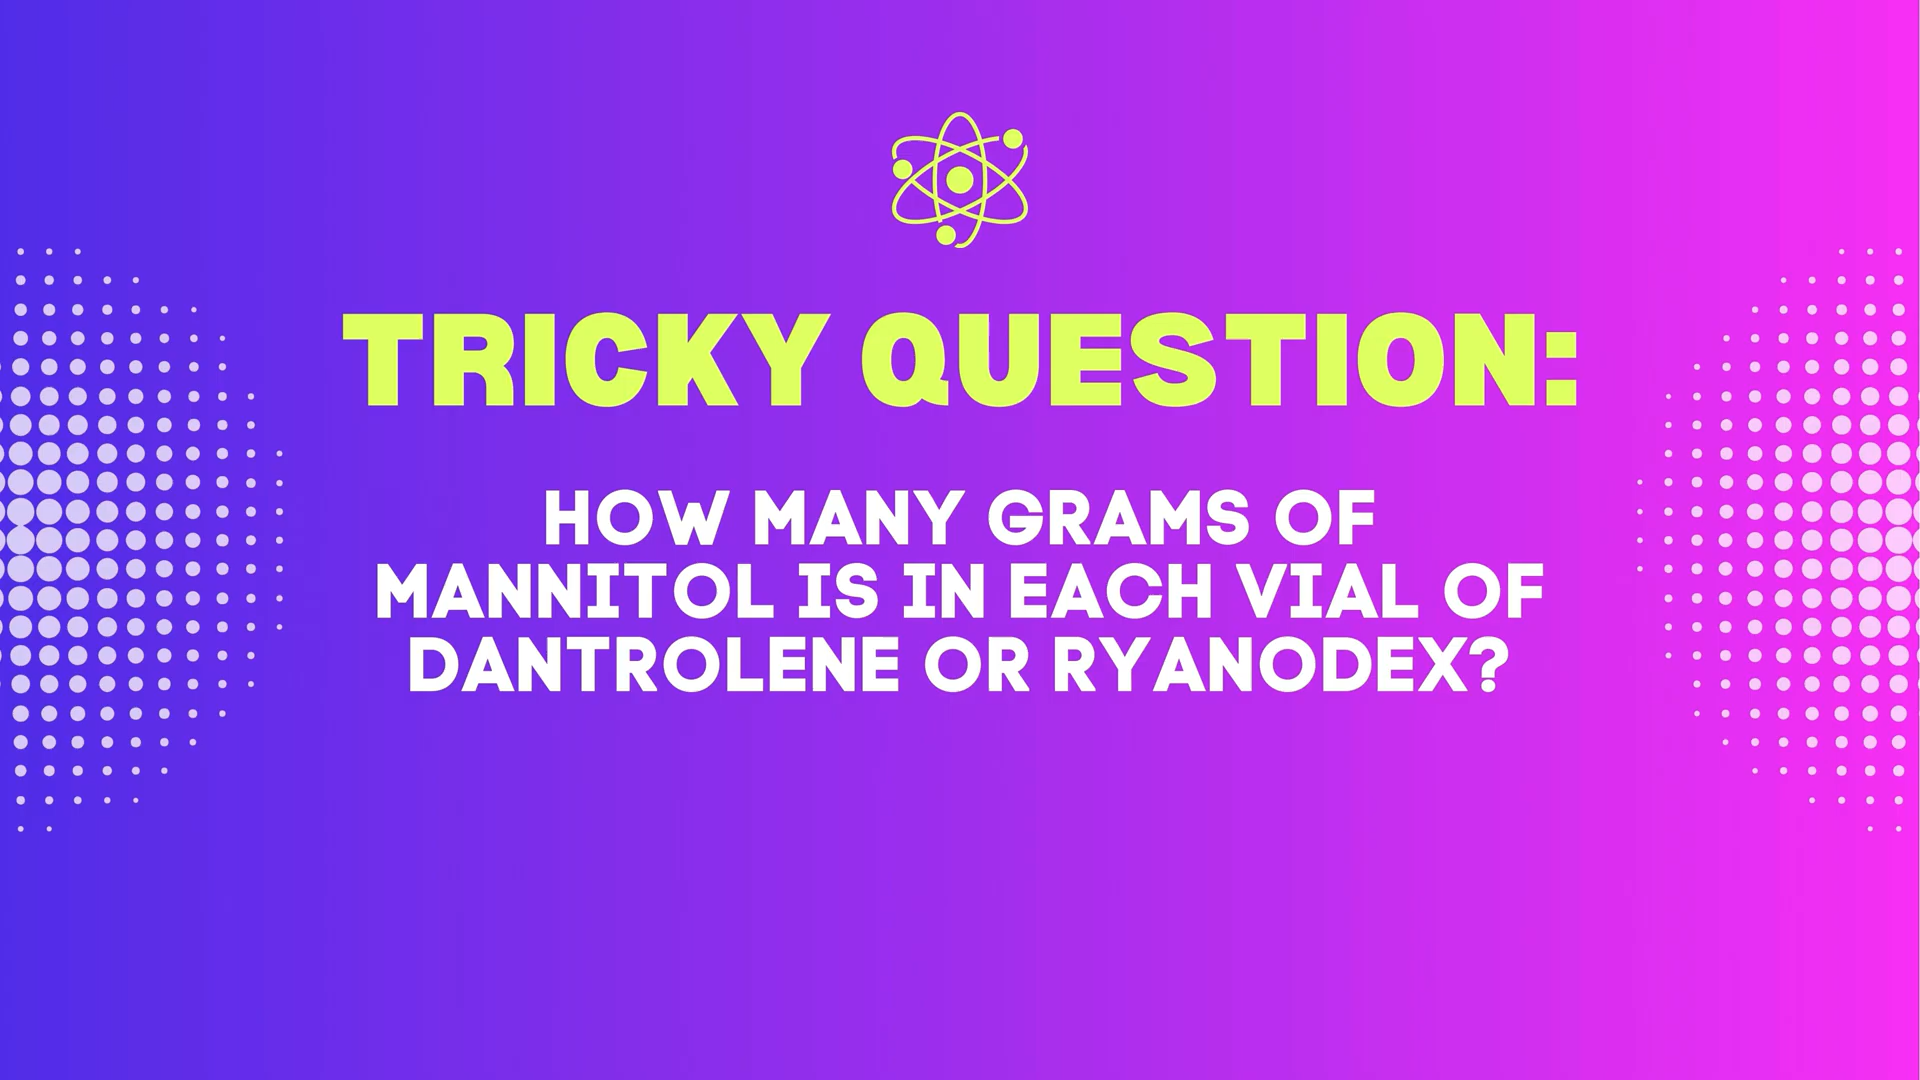 TRICKY QUESTION:
HOW MANY GRAMS OF
MANNITOL IS IN EACH VIAL OF
DANTROLENE OR RYANODEX?